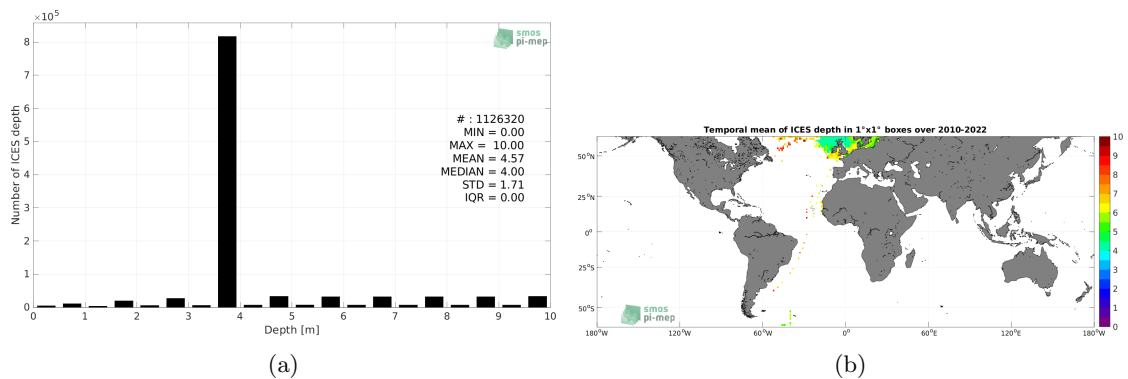 ×10⁵
smos
pi-mep
8
7
6
5
4
3
2
1
0
Number of ICES depth
# : 1126320
MIN = 0.00
MAX = 10.00
MEAN = 4.57
MEDIAN = 4.00
STD = 1.71
IQR = 0.00
0 1 2 3 4 5 6 7 8 9 10
Depth [m]
(a)
Temporal mean of ICES depth in 1°x1° boxes over 2010-2022
50°N
25°N
0°
25°S
50°S
smos
pi-mep
180°W 120°W 60°W 0° 60°E 120°E 180°W
10
9
8
7
6
5
4
3
2
1
0
(b)